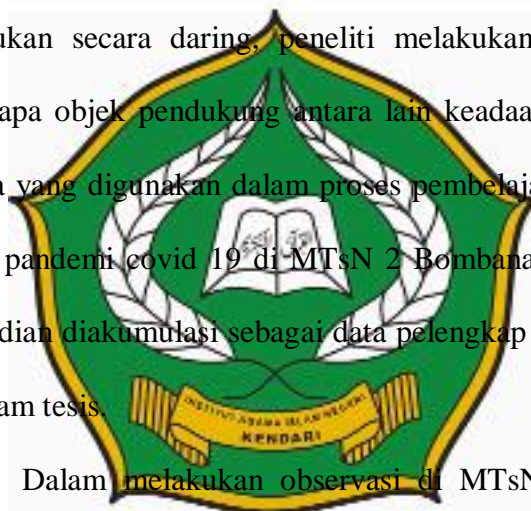 ukan secara daring, peneliti melakukan
apa objek pendukung antara lain keadaan
a yang digunakan dalam proses pembelaja
pandemi covid 19 di MTsN 2 Bombana
dian diakumulasi sebagai data pelengkap
am tesis.
INSTITUT AGAMA ISLAM NEGERI
KENDARI
Dalam melakukan observasi di MTsN